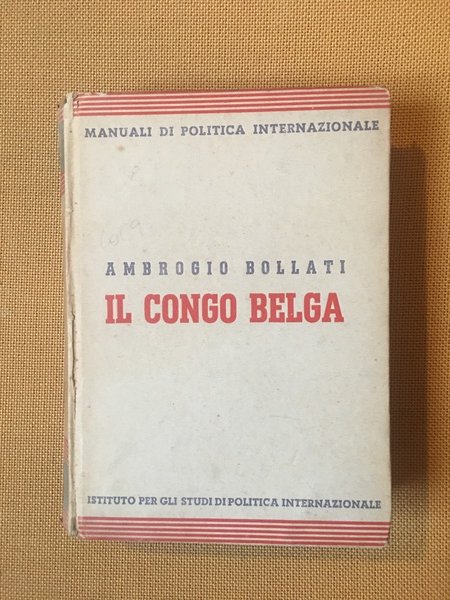 MANUALI DI POLITICA INTERNAZIONALE
AMBROGIO BOLLATI
IL CONGO BELGA
ISTITUTO PER GLI STUDI DI POLITICA INTERNAZIONALE